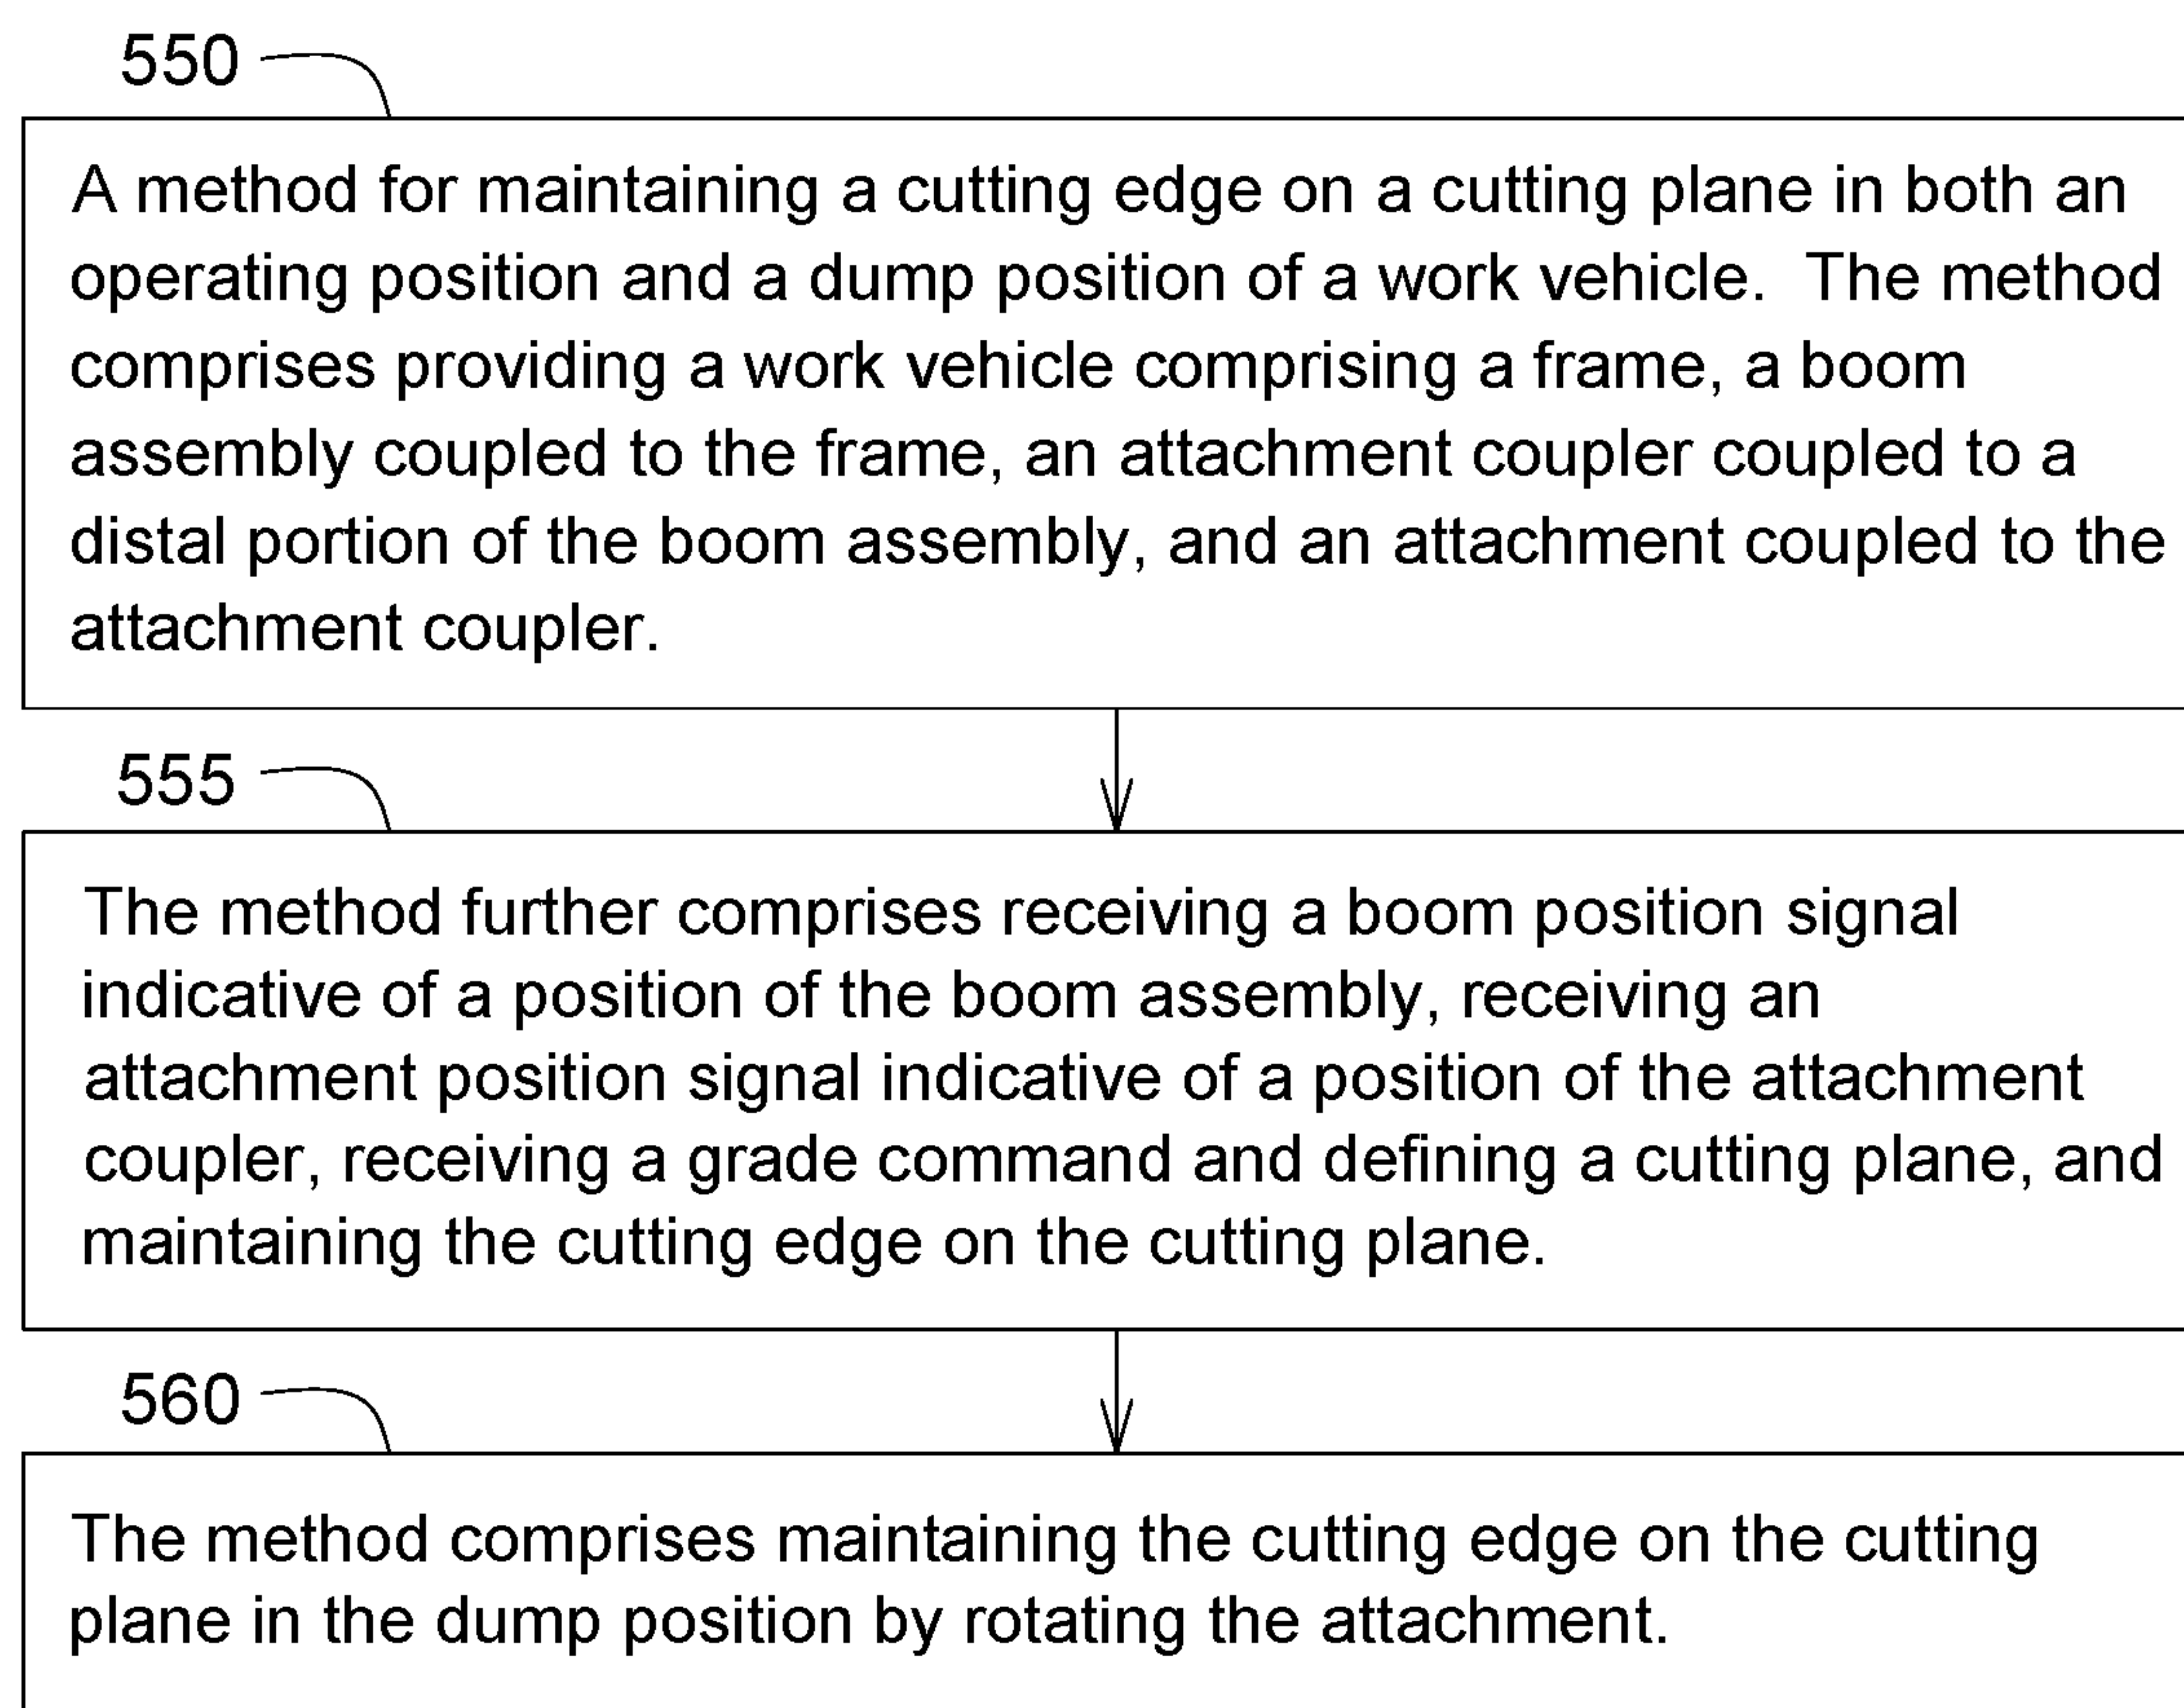 550
A method for maintaining a cutting edge on a cutting plane in both an
operating position and a dump position of a work vehicle.  The method
comprises providing a work vehicle comprising a frame, a boom
assembly coupled to the frame, an attachment coupler coupled to a
distal portion of the boom assembly, and an attachment coupled to the
attachment coupler.
555
The method further comprises receiving a boom position signal
indicative of a position of the boom assembly, receiving an
attachment position signal indicative of a position of the attachment
coupler, receiving a grade command and defining a cutting plane, and
maintaining the cutting edge on the cutting plane.
560
The method comprises maintaining the cutting edge on the cutting
plane in the dump position by rotating the attachment.